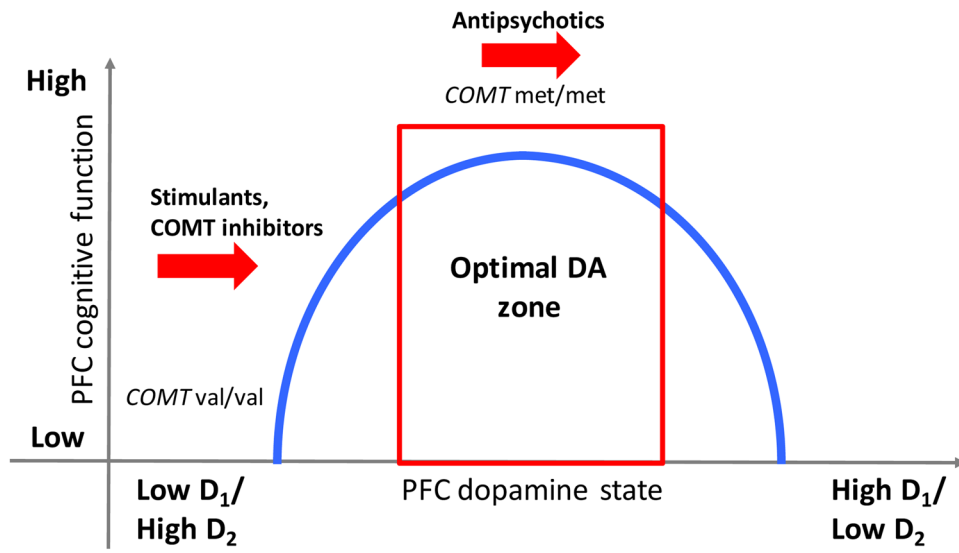 Antipsychotics
COMT met/met
High
PFC cognitive function
Stimulants,
COMT inhibitors
Optimal DA
zone
COMT val/val
Low
Low D₁/
High D₂
PFC dopamine state
High D₁/
Low D₂